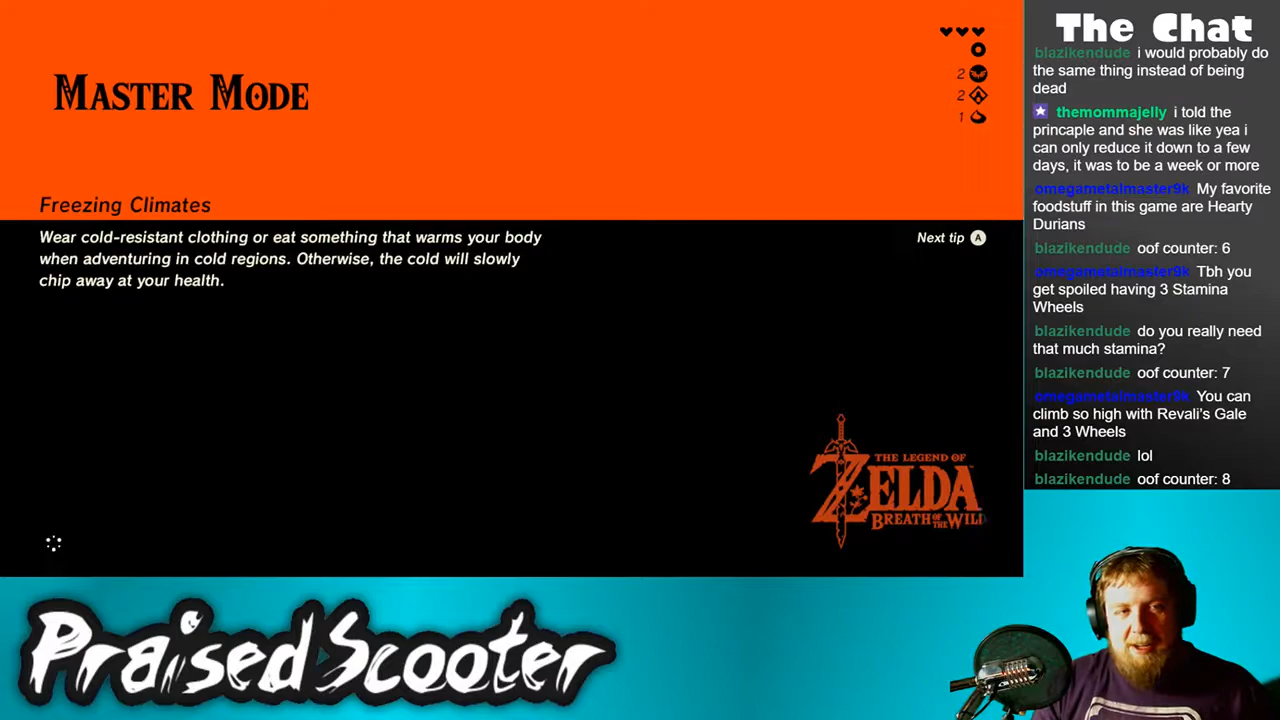 MASTER MODE
2
2
1
Freezing Climates
Wear cold-resistant clothing or eat something that warms your body
when adventuring in cold regions. Otherwise, the cold will slowly
chip away at your health.
Next tip A
THE LEGEND OF
ZELDA
BREATH OF THE WILD
PraisedScooter
The Chat
blazikendude i would probably do
the same thing instead of being
dead
themommajelly i told the
princaple and she was like yea i
can only reduce it down to a few
days, it was to be a week or more
omegametalmaster9k My favorite
foodstuff in this game are Hearty
Durians
blazikendude oof counter: 6
omegametalmaster9k Tbh you
get spoiled having 3 Stamina
Wheels
blazikendude do you really need
that much stamina?
blazikendude oof counter: 7
omegametalmaster9k You can
climb so high with Revali's Gale
and 3 Wheels
blazikendude lol
blazikendude oof counter: 8